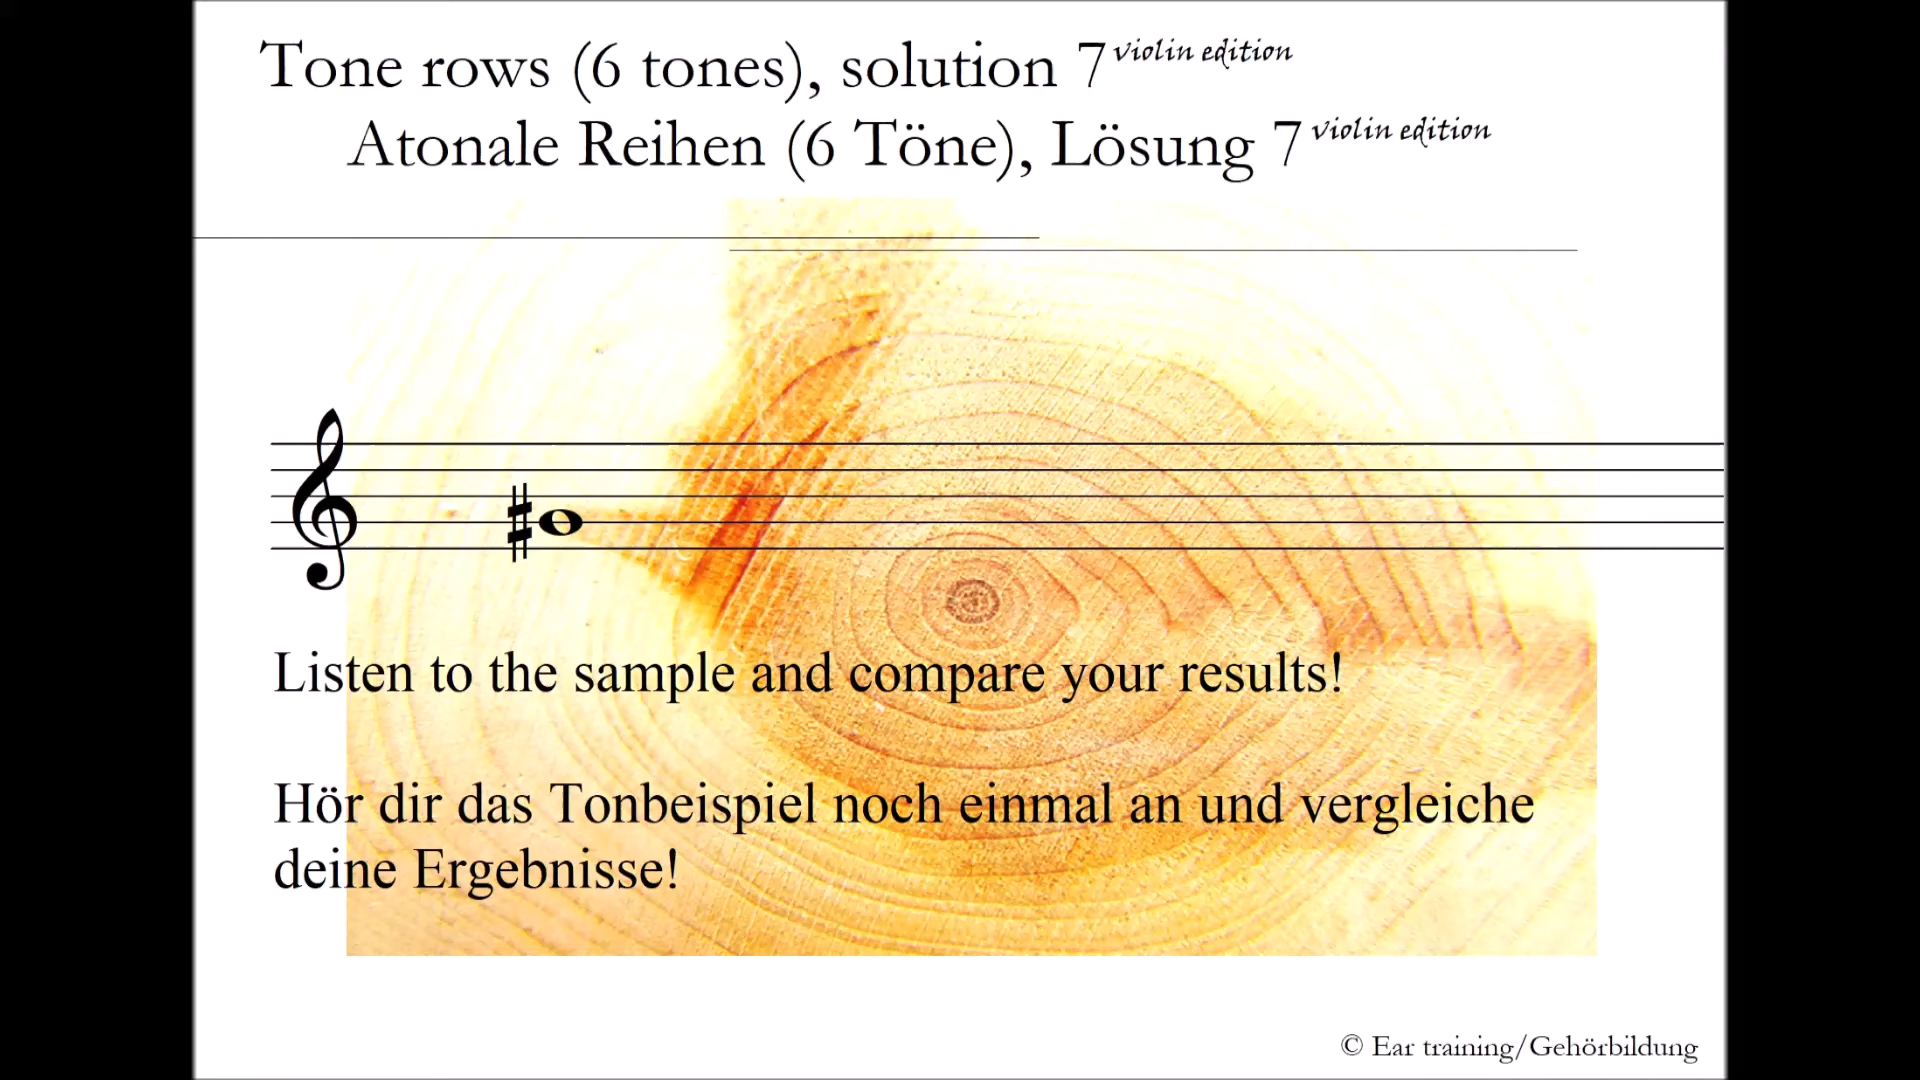 Tone rows (6 tones), solution 7 violin edition
Atonale Reihen (6 Töne), Lösung 7 violin edition
Listen to the sample and compare your results!
Hör dir das Tonbeispiel noch einmal an und vergleiche
deine Ergebnisse!
© Ear training/Gehörbildung